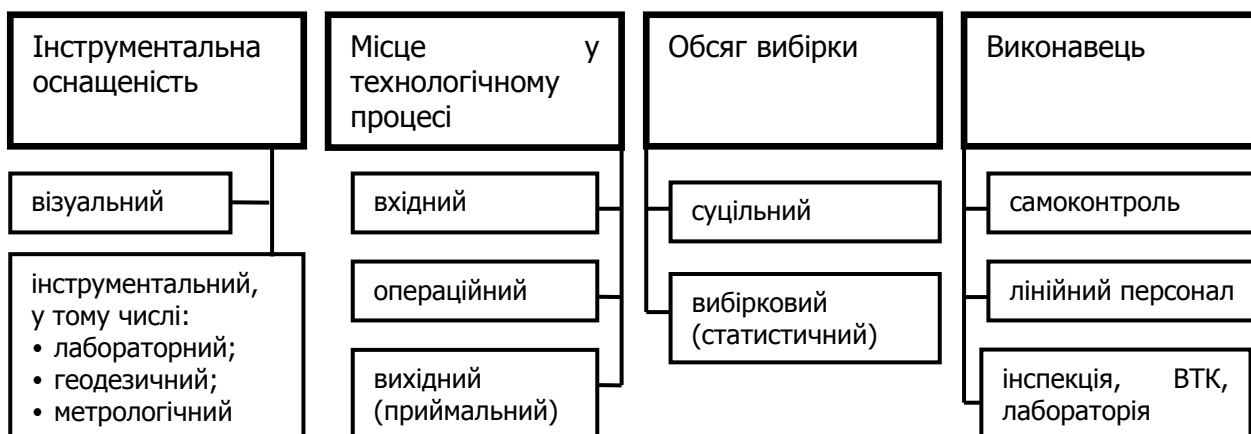 Інструментальна
оснащеність
Місце у
технологічному
процесі
Обсяг вибірки
Виконавець
візуальний
інструментальний,
у тому числі:
• лабораторний;
• геодезичний;
• метрологічний
вхідний
операційний
вихідний
(приймальний)
суцільний
вибірковий
(статистичний)
самоконтроль
лінійний персонал
інспекція, ВТК,
лабораторія